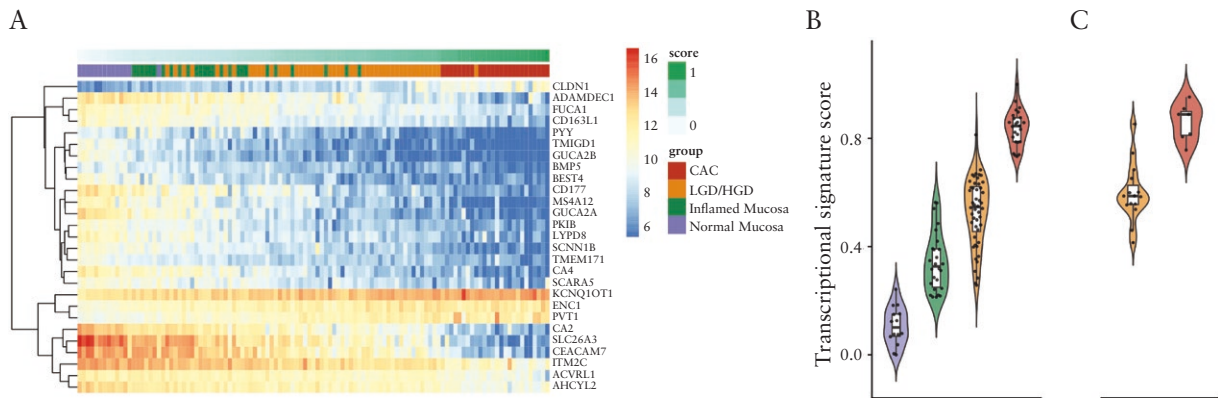 A
B
C
CLDN1
ADAMDEC1
FUCA1
CD163L1
PYY
TMIGD1
GUCA2B
BMP5
BEST4
CD177
MS4A12
GUCA2A
PKIB
LYPD8
SCNN1B
TMEM171
CA4
SCARA5
KCNQ1OT1
ENC1
PVT1
CA2
SLC26A3
CEACAM7
ITM2C
ACVRL1
AHCYL2
16
14
12
10
8
6
score
1
0
group
CAC
LGD/HGD
Inflamed Mucosa
Normal Mucosa
Transcriptional signature score
0.8
0.4
0.0